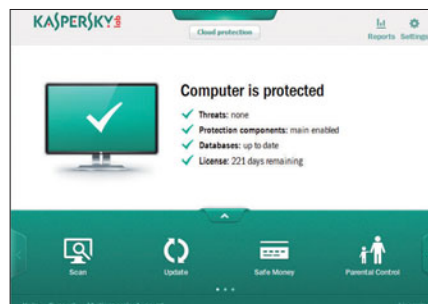 KASPERSKY lab
Cloud protection
Reports Settings
Computer is protected
Threats: none
Protection components: main enabled
Databases: up to date
License: 221 days remaining
Scan Update Safe Money Parental Control